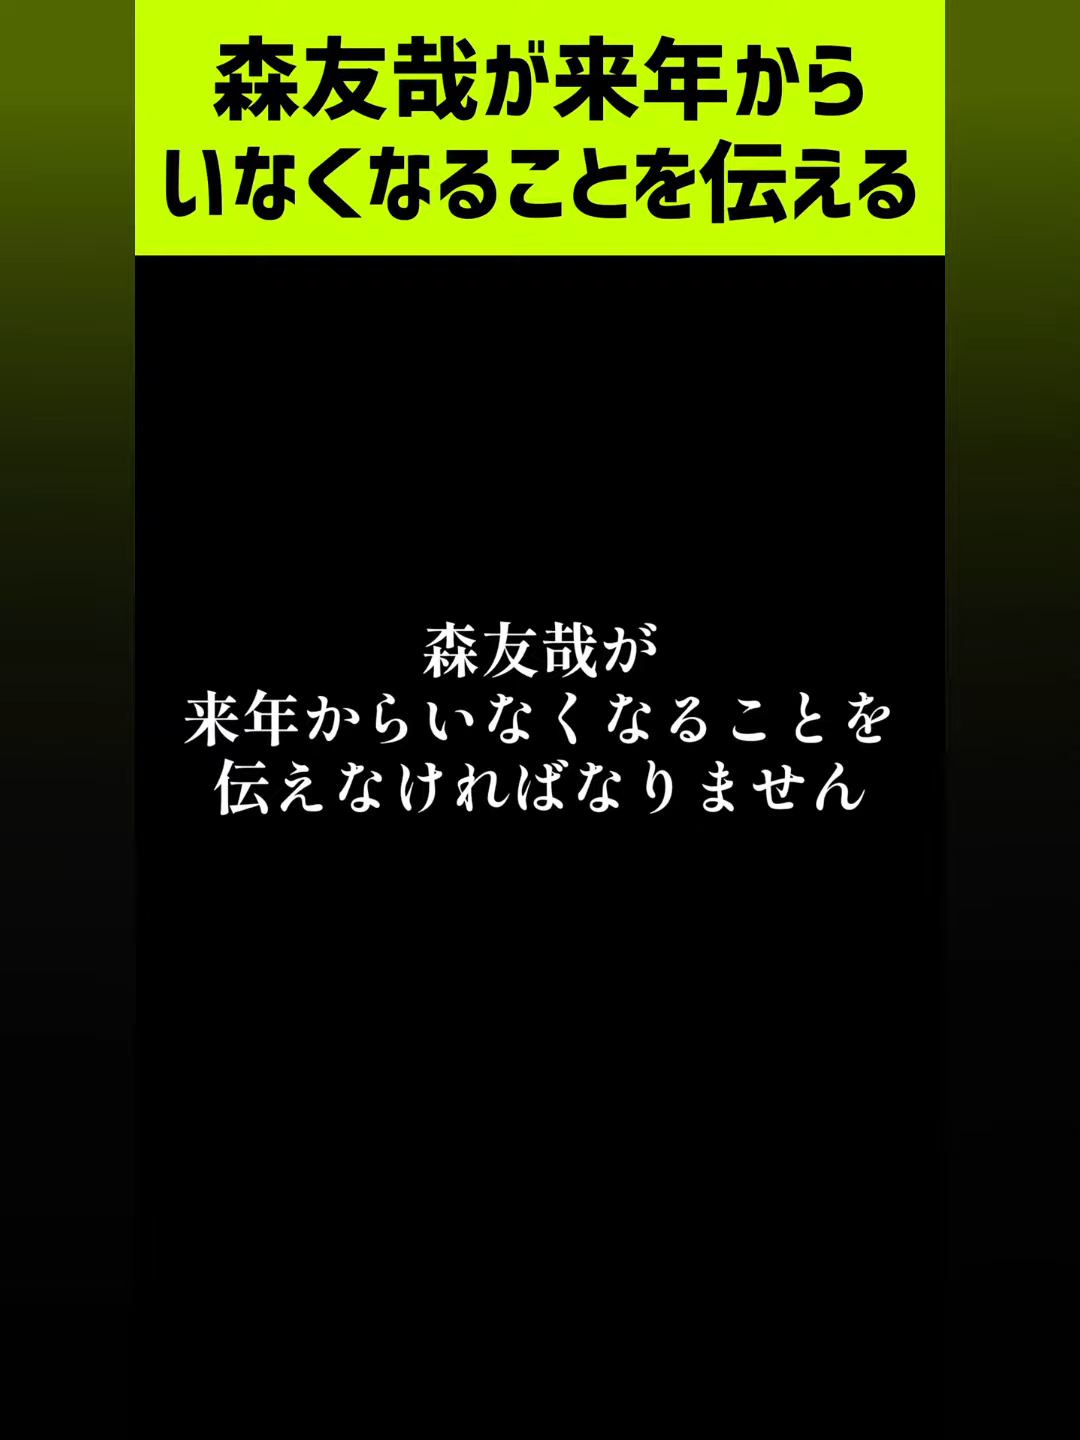 森友哉が来年から
いなくなることを伝える
森友哉が
来年からいなくなることを
伝えなければなりません